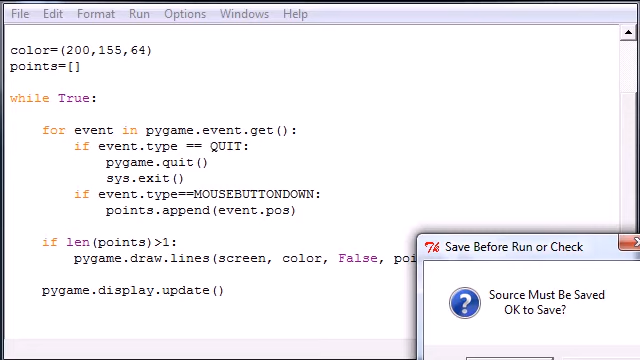 File Edit Format Run Options Windows Help
color=(200,155,64)
points=[]
while True:
for event in pygame.event.get():
if event.type == QUIT:
pygame.quit()
sys.exit()
if event.type==MOUSEBUTTONDOWN:
points.append(event.pos)
if len(points)>1:
pygame.draw.lines(screen, color, False,
pygame.display.update()
Save Before Run or Check
Source Must Be Saved
OK to Save?